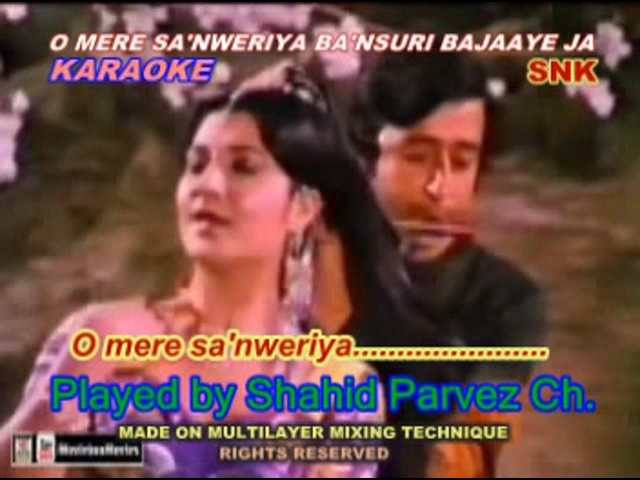 O MERE SA'NWERIYA BA'NSURI BAJAAYE JA
KARAOKE
SNK
O mere sa'nweriya......................
Played by Shahid Parvez Ch.
MADE ON MULTILAYER MIXING TECHNIQUE
RIGHTS RESERVED